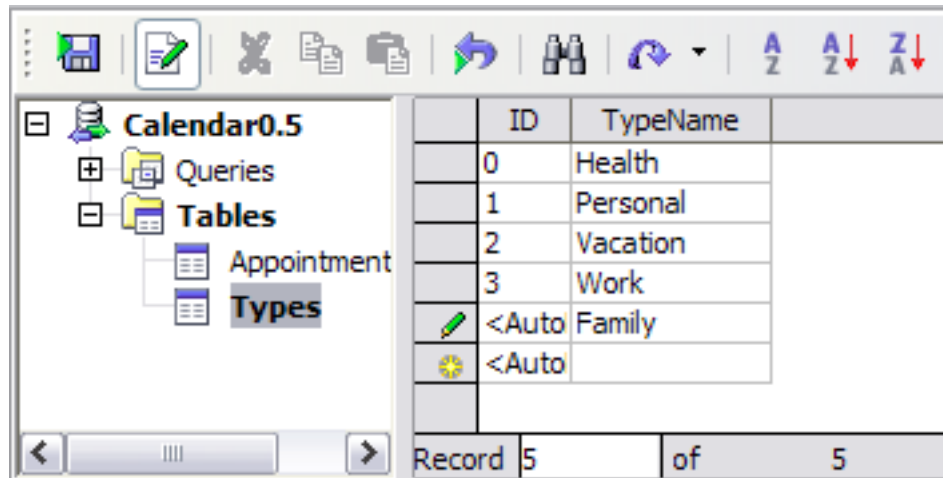 Calendar0.5
Queries
Tables
Appointment
Types
ID TypeName
0 Health
1 Personal
2 Vacation
3 Work
<Auto Family
<Auto
Record 5 of 5